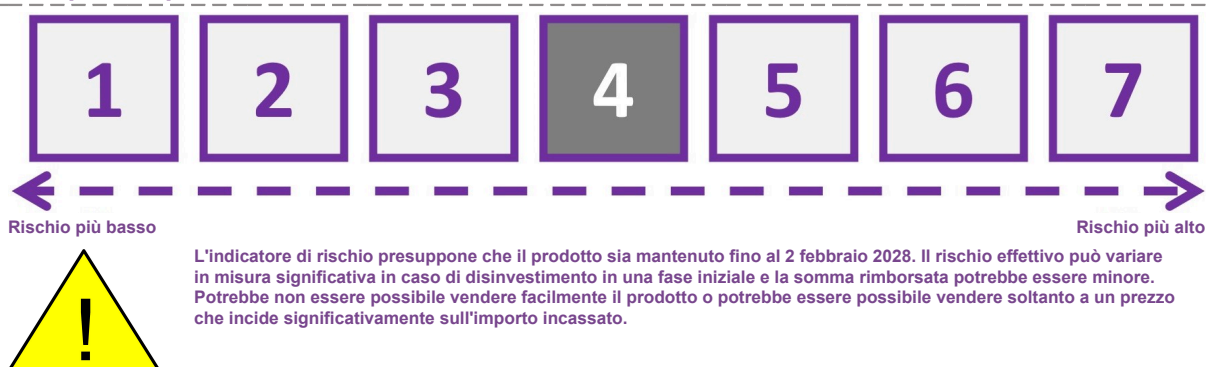 1 2 3 4 5 6 7
Rischio più basso Rischio più alto
L'indicatore di rischio presuppone che il prodotto sia mantenuto fino al 2 febbraio 2028. Il rischio effettivo può variare
in misura significativa in caso di disinvestimento in una fase iniziale e la somma rimborsata potrebbe essere minore.
Potrebbe non essere possibile vendere facilmente il prodotto o potrebbe essere possibile vendere soltanto a un prezzo
che incide significativamente sull'importo incassato.
!